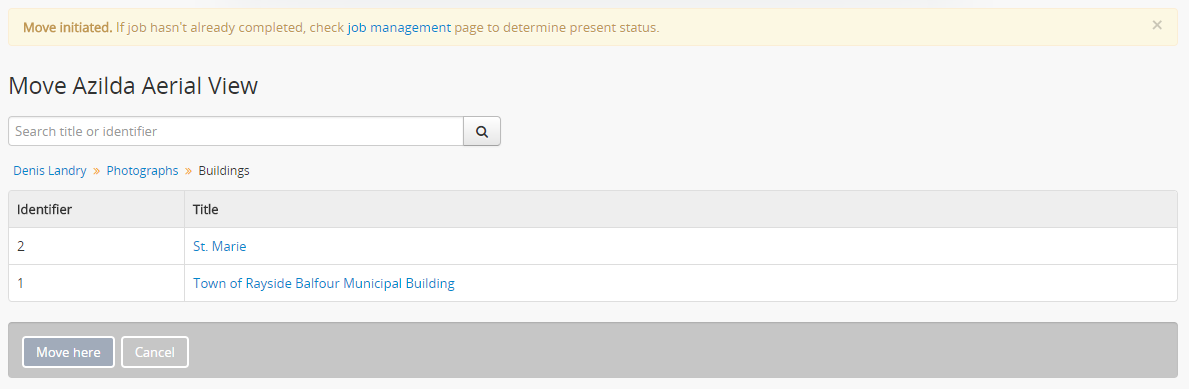 Move initiated. If job hasn't already completed, check job management page to determine present status. ×
Move Azilda Aerial View
Search title or identifier
Denis Landry » Photographs » Buildings
Identifier Title
2 St. Marie
1 Town of Rayside Balfour Municipal Building
Move here Cancel